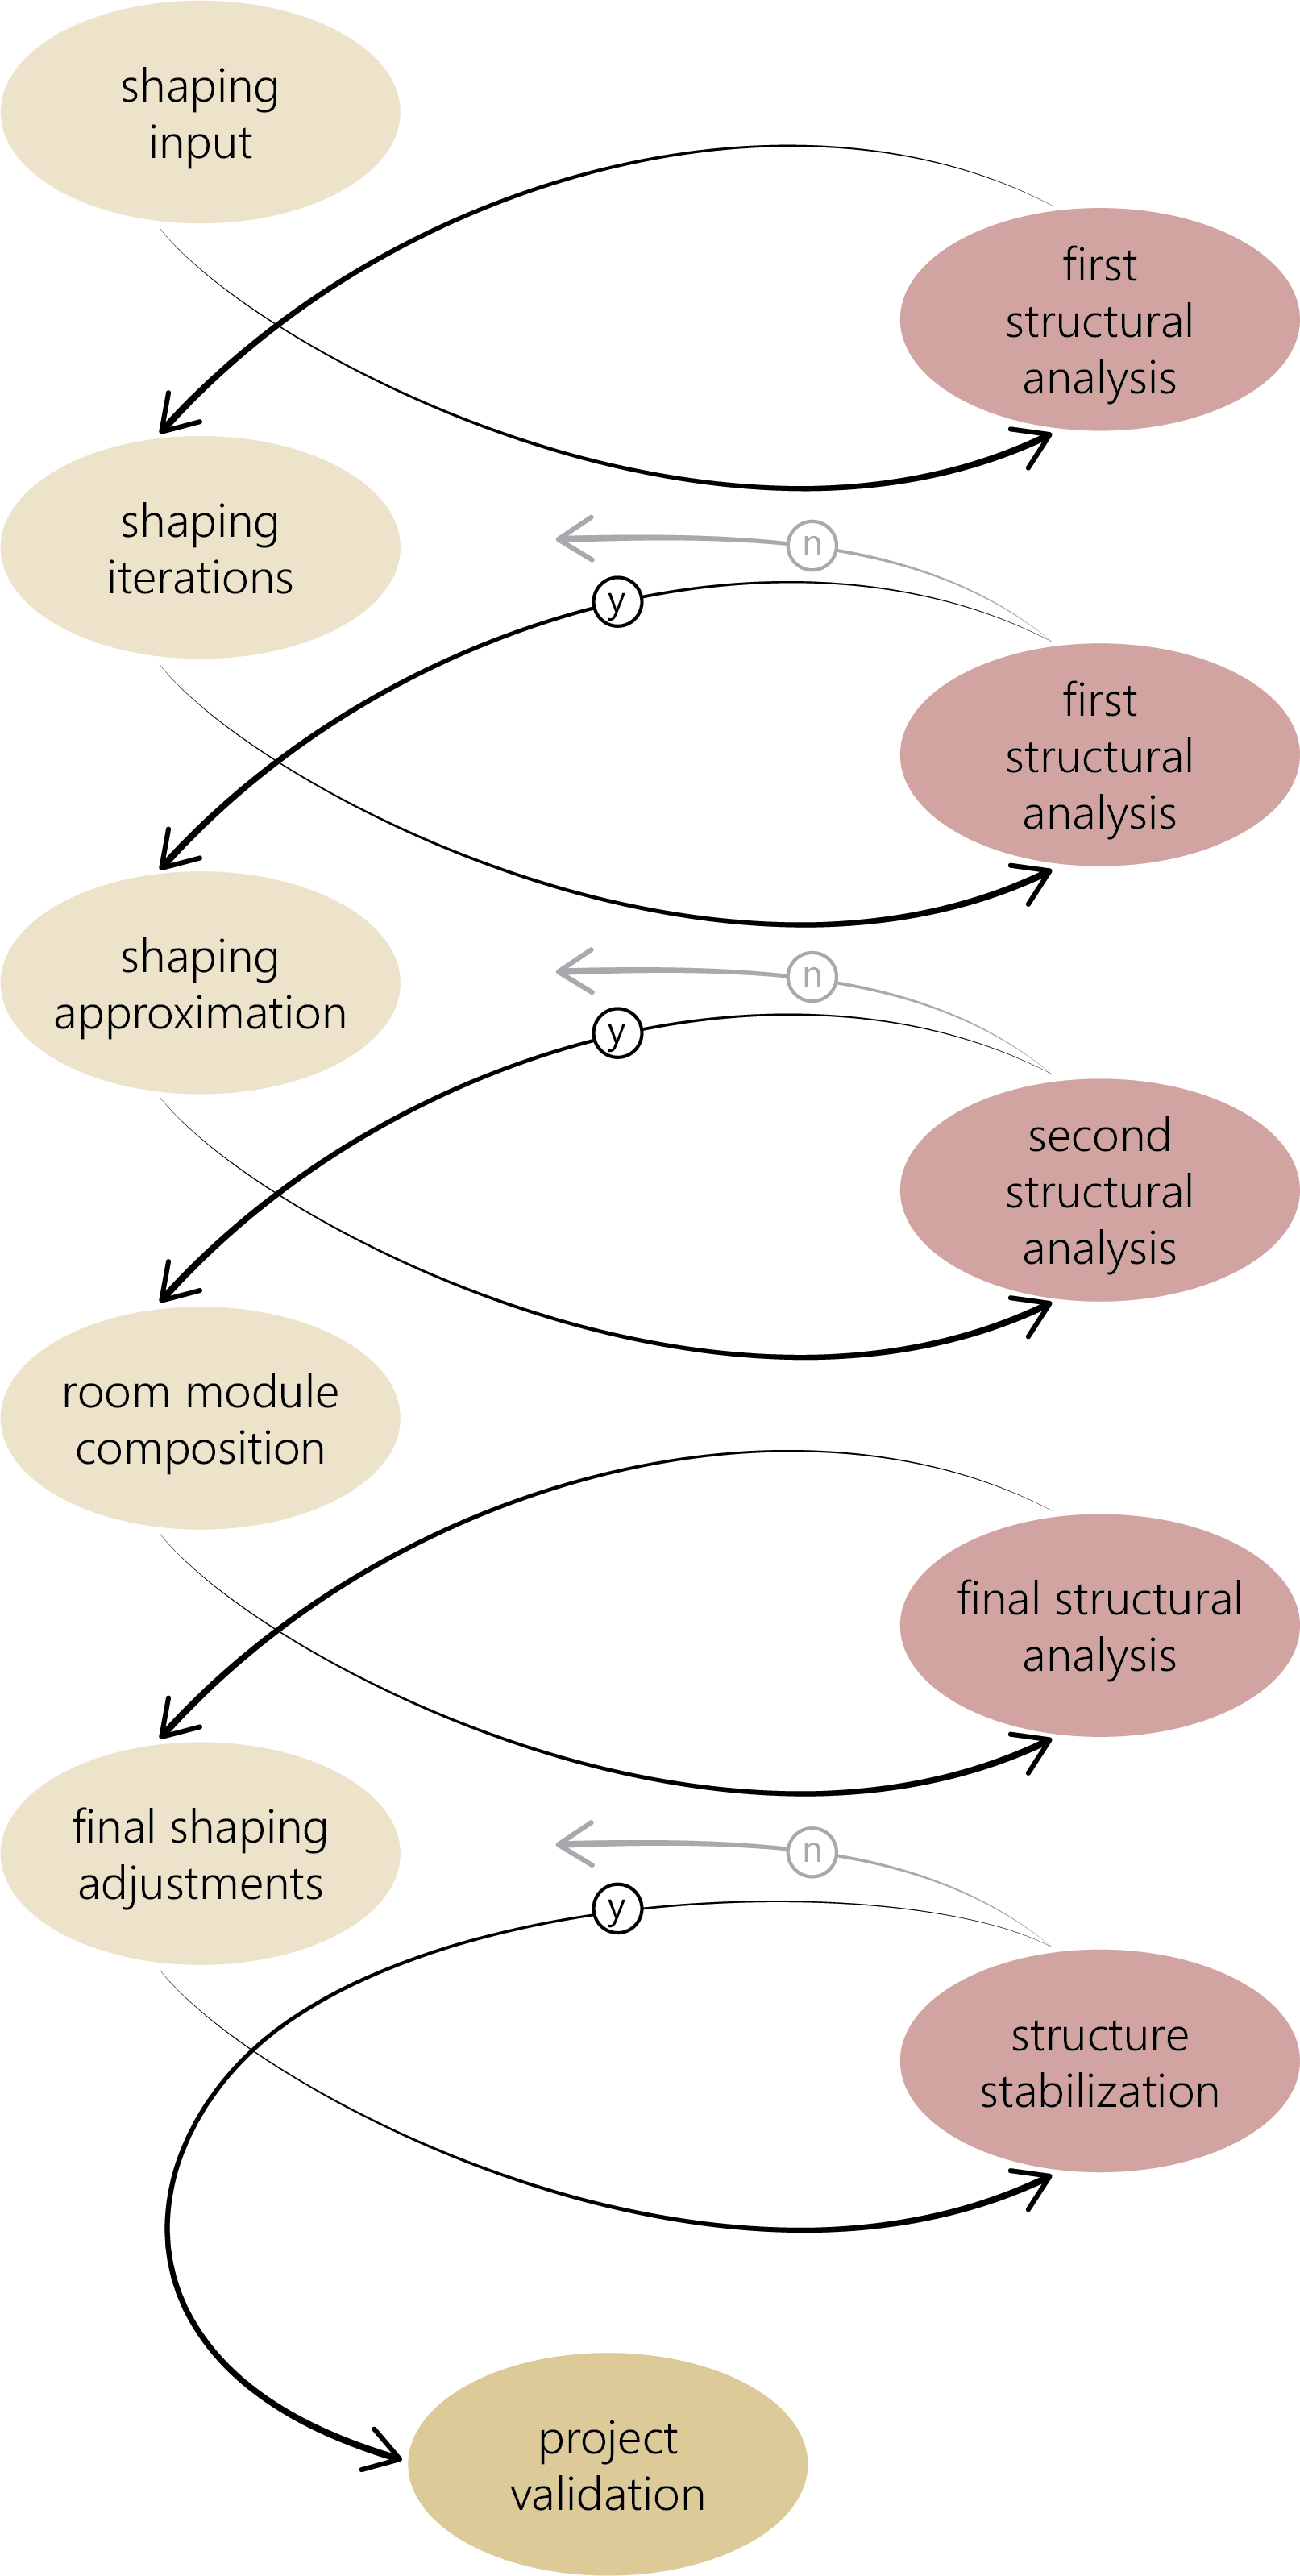 shaping
input
first
structural
analysis
shaping
iterations
n
y
first
structural
analysis
shaping
approximation
n
y
second
structural
analysis
room module
composition
final structural
analysis
final shaping
adjustments
n
y
structure
stabilization
project
validation